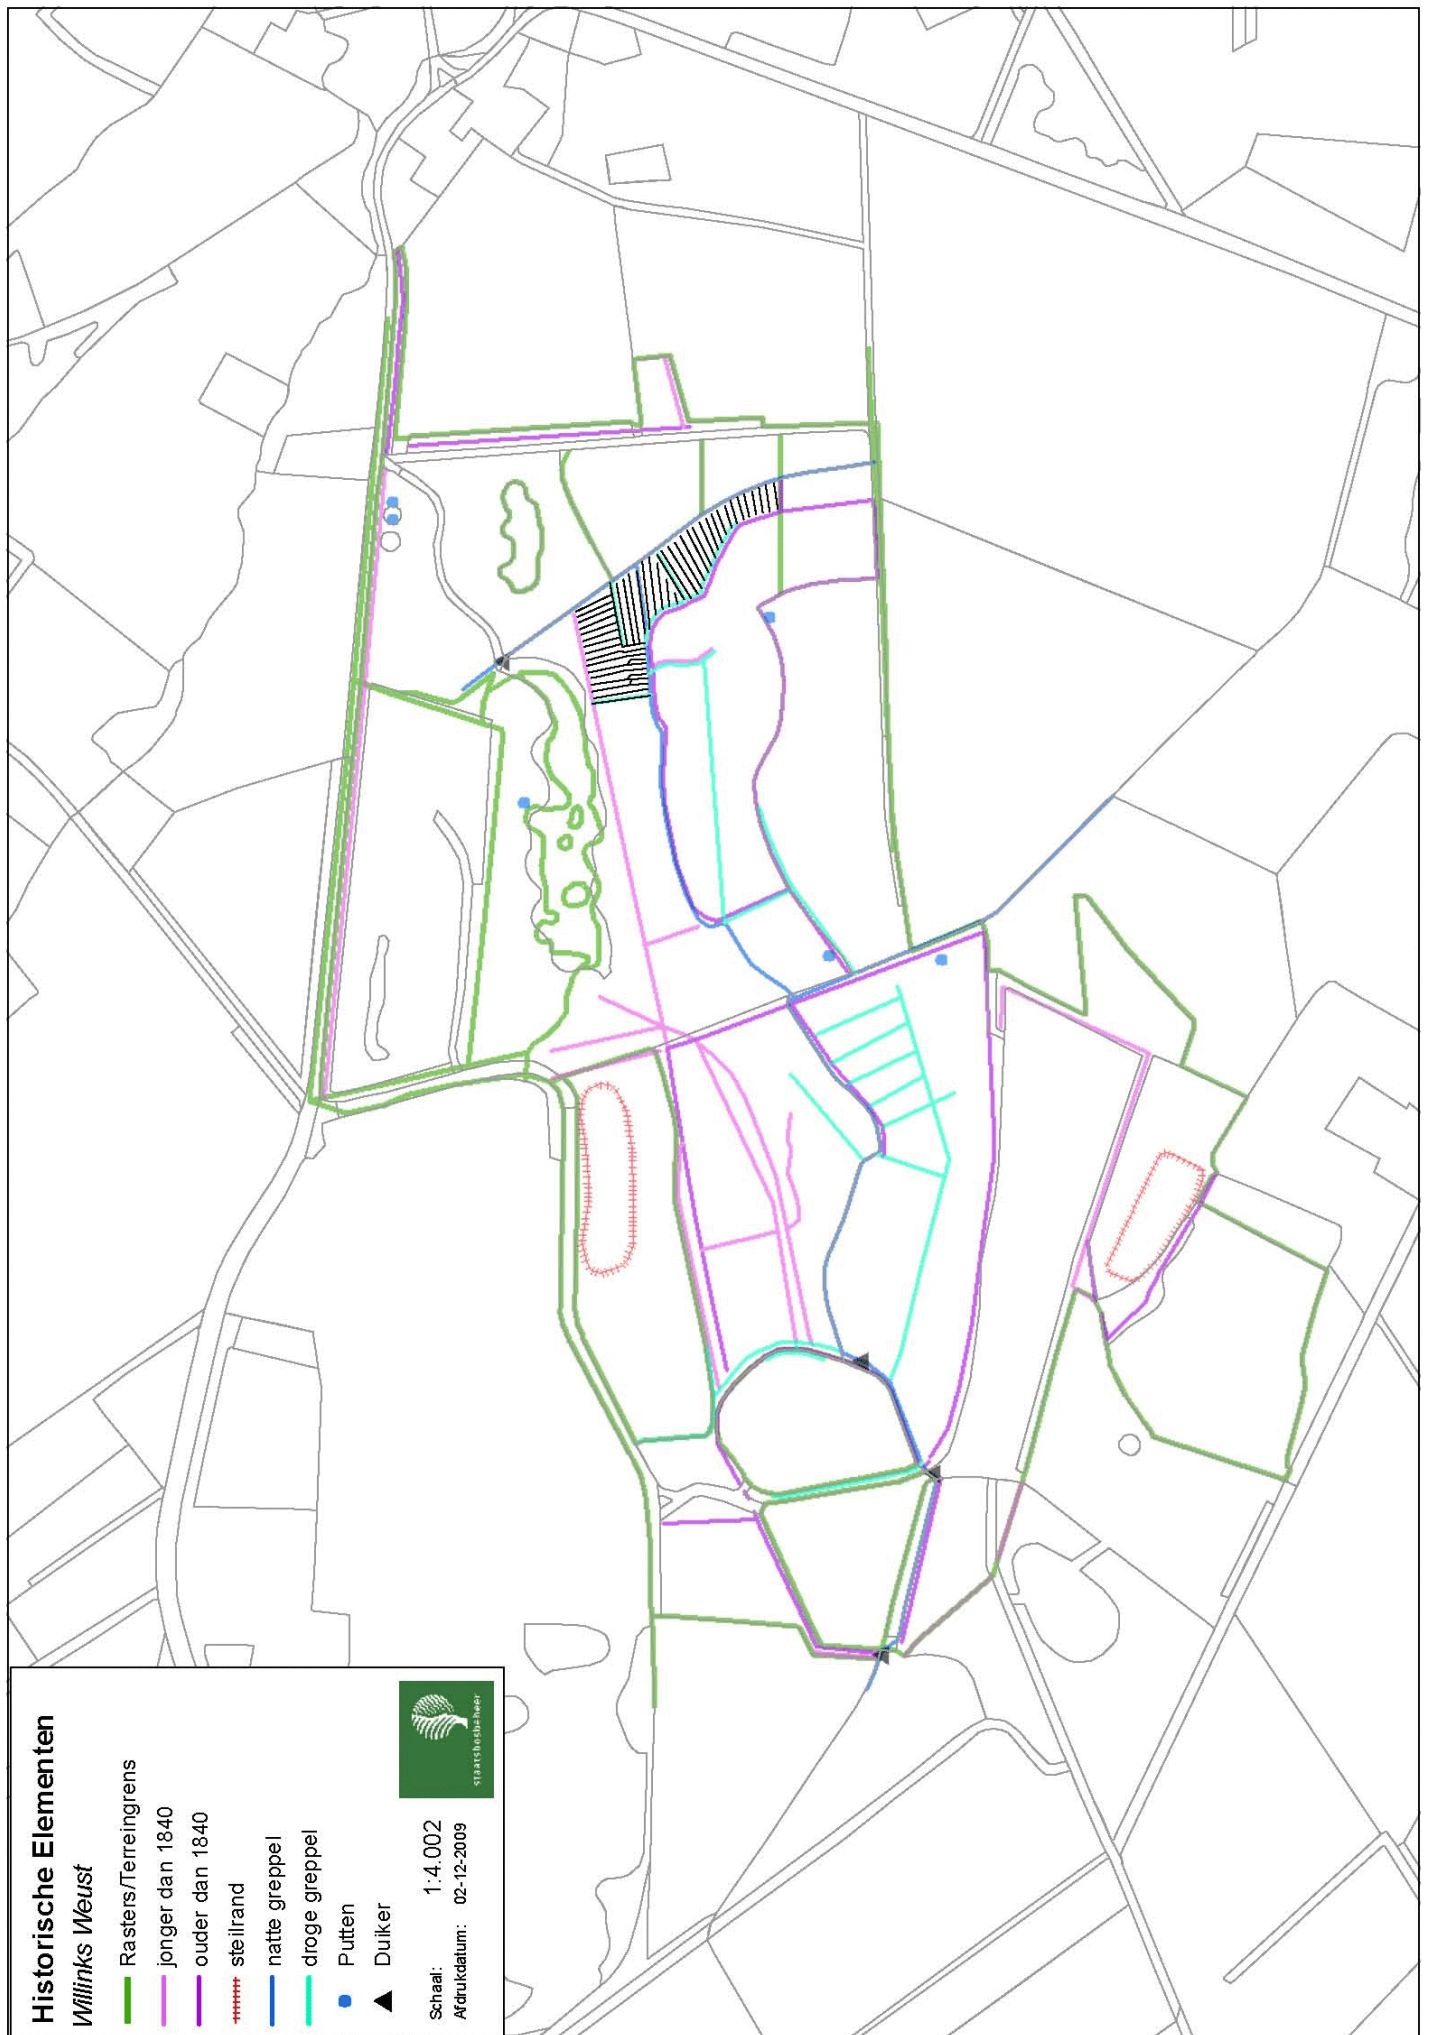 Historische Elementen
Willinks Weust
Rasters/Terreingrens
jonger dan 1840
ouder dan 1840
steilrand
natte greppel
droge greppel
Putten
Duiker
Schaal: 1:4.002
Afdrukdatum: 02-12-2009
staatsbosbeheer